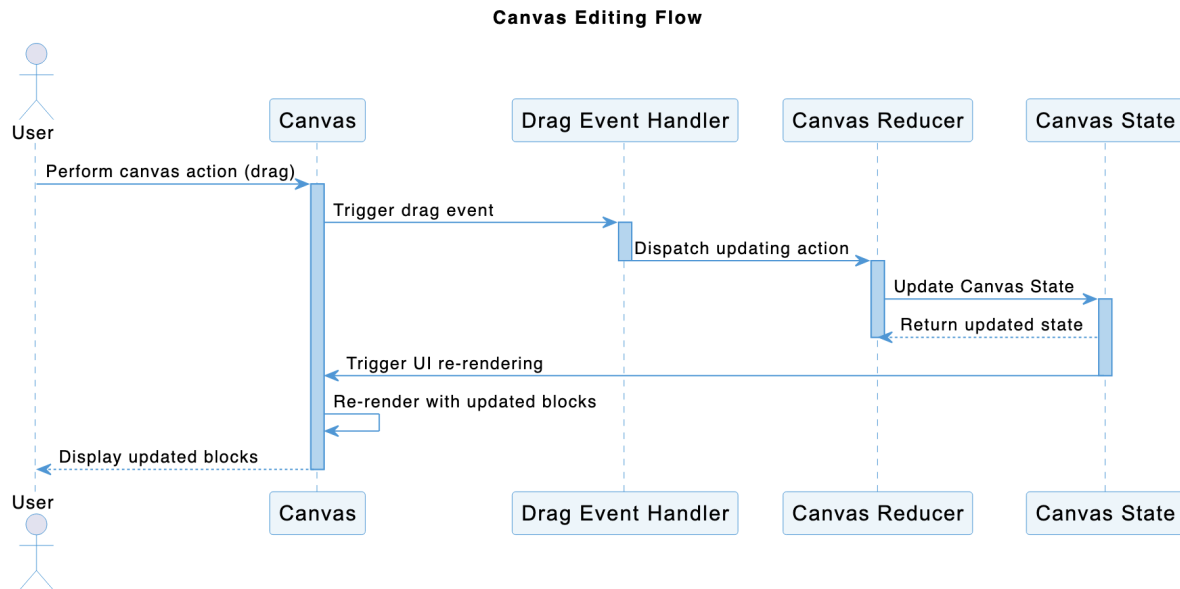 Canvas Editing Flow
User
Canvas
Drag Event Handler
Canvas Reducer
Canvas State
Perform canvas action (drag)
Trigger drag event
Dispatch updating action
Update Canvas State
Return updated state
Trigger UI re-rendering
Re-render with updated blocks
Display updated blocks
User
Canvas
Drag Event Handler
Canvas Reducer
Canvas State